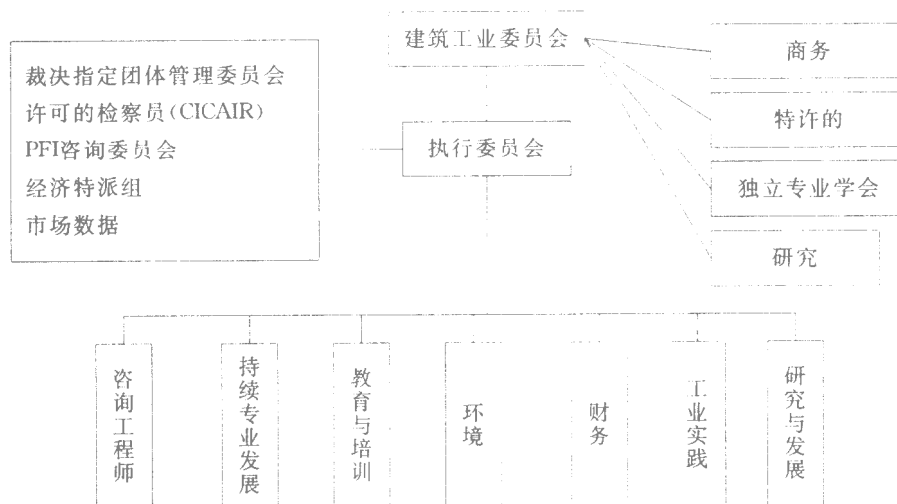 建筑工业委员会
商务
裁决指定团体管理委员会
许可的检察员(CICAIR)
PFI咨询委员会
经济特派组
市场数据
特许的
执行委员会
独立专业学会
研究
咨询工程师
持续专业发展
教育与培训
环境
财务
工业实践
研究与发展